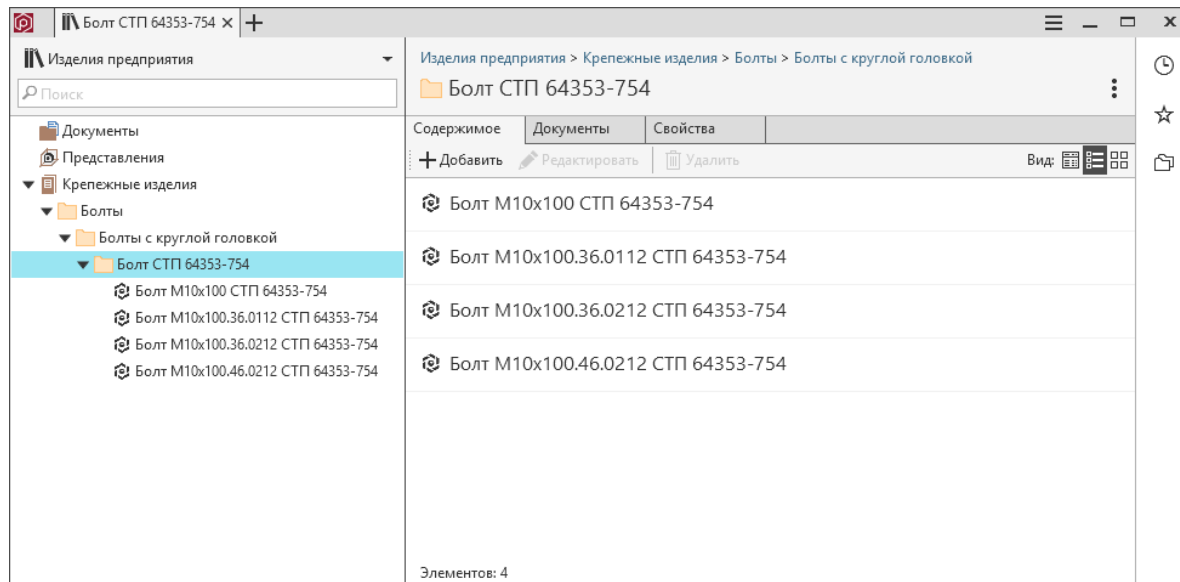 Болт СТП 64353-754
Изделия предприятия
Поиск
Документы
Представления
Крепежные изделия
Болты
Болты с круглой головкой
Болт СТП 64353-754
Болт М10х100 СТП 64353-754
Болт М10х100.36.0112 СТП 64353-754
Болт М10х100.36.0212 СТП 64353-754
Болт М10х100.46.0212 СТП 64353-754
Изделия предприятия > Крепежные изделия > Болты > Болты с круглой головкой
Болт СТП 64353-754
Содержимое Документы Свойства
Добавить Редактировать Удалить Вид:
Болт М10х100 СТП 64353-754
Болт М10х100.36.0112 СТП 64353-754
Болт М10х100.36.0212 СТП 64353-754
Болт М10х100.46.0212 СТП 64353-754
Элементов: 4